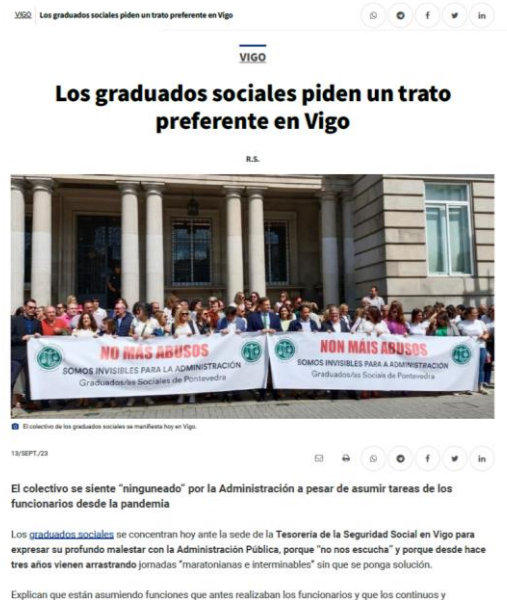 VIGO Los graduados sociales piden un trato preferente en Vigo
VIGO
Los graduados sociales piden un trato
preferente en Vigo
R.S.
NO MÁS ABUSOS
SOMOS INVISIBLES PARA LA ADMINISTRACIÓN
Graduados/as Sociales de Pontevedra
NON MÁIS ABUSOS
SOMOS INVISIBLES PARA A ADMINISTRACIÓN
Graduados/as Sociais de Pontevedra
El colectivo de los graduados sociales se manifiesta hoy en Vigo.
13/SEPT./23
El colectivo se siente "ninguneado" por la Administración a pesar de asumir tareas de los
funcionarios desde la pandemia
Los graduados sociales se concentran hoy ante la sede de la Tesorería de la Seguridad Social en Vigo para
expresar su profundo malestar con la Administración Pública, porque "no nos escucha" y porque desde hace
tres años vienen arrastrando jornadas "maratonianas e interminables" sin que se ponga solución.
Explican que están asumiendo funciones que antes realizaban los funcionarios y que los continuos y